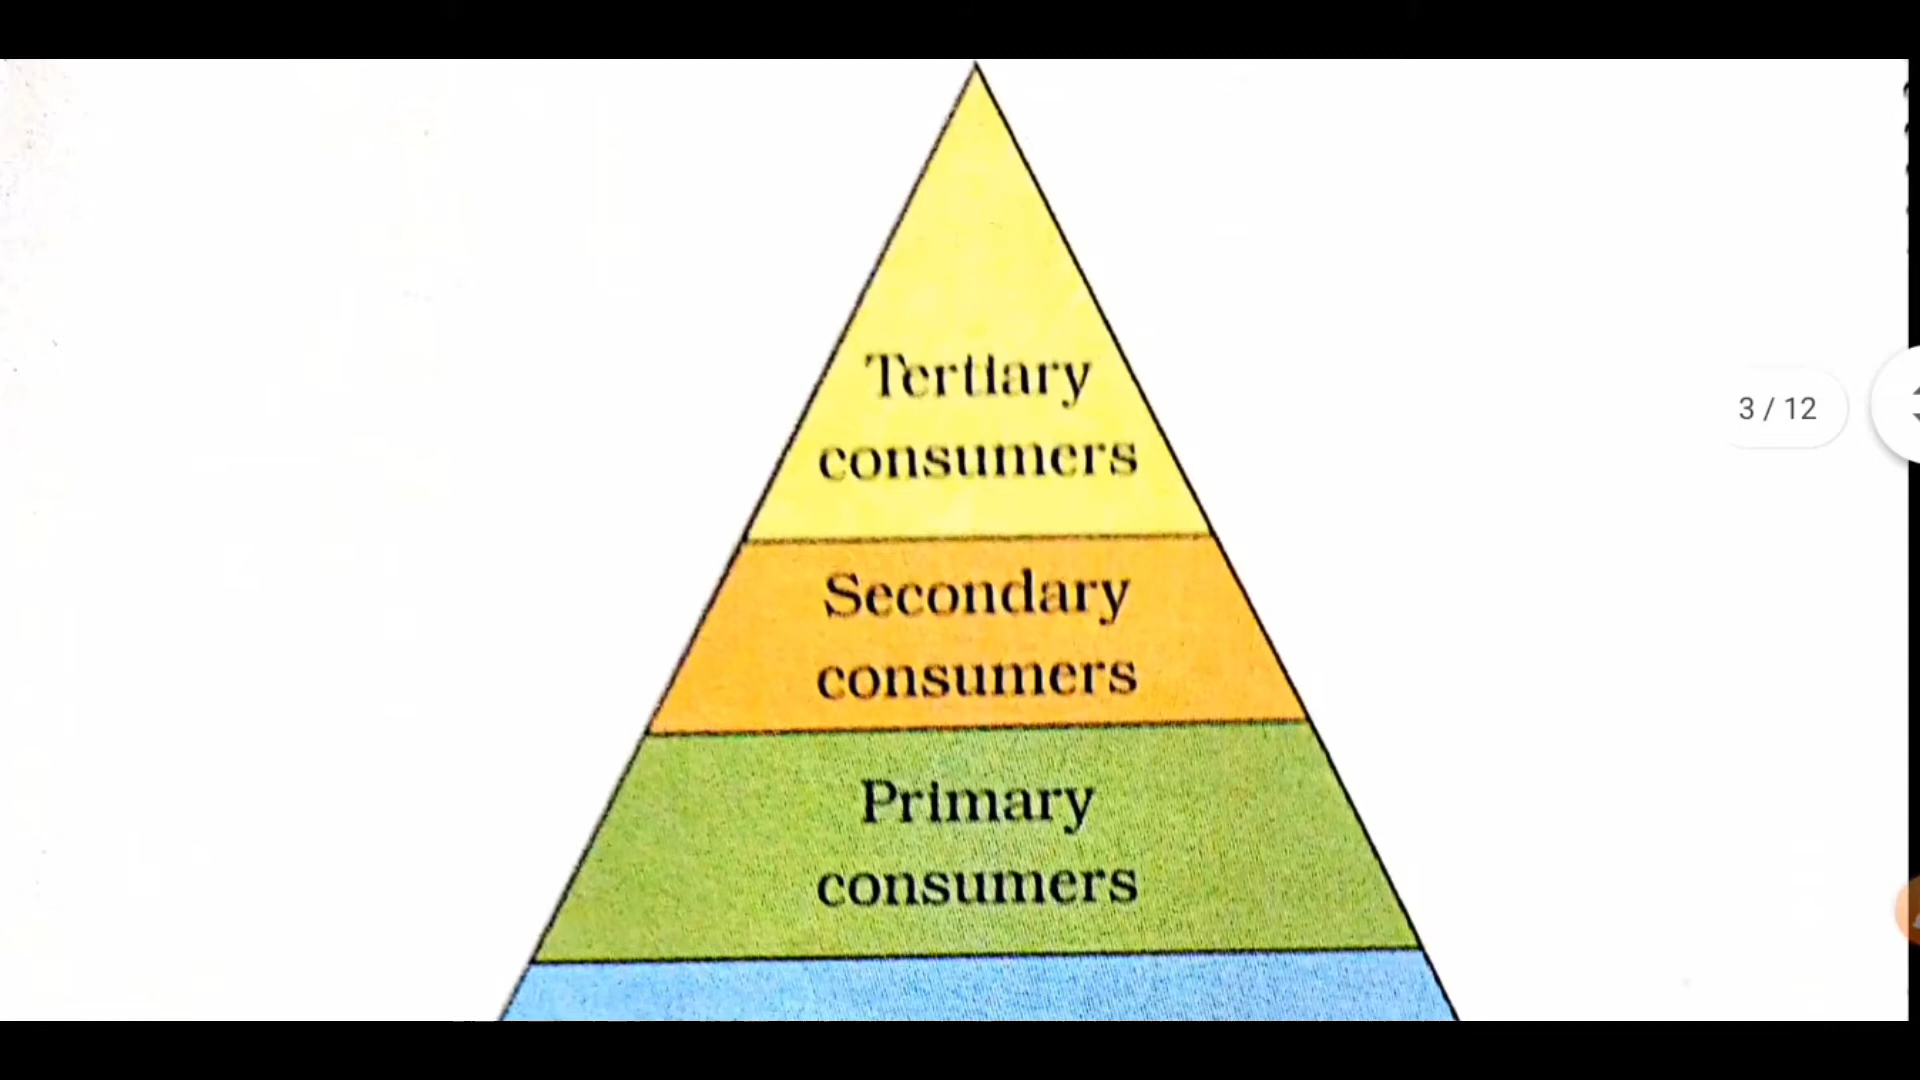 Tertiary
consumers
3 / 12
Secondary
consumers
Primary
consumers